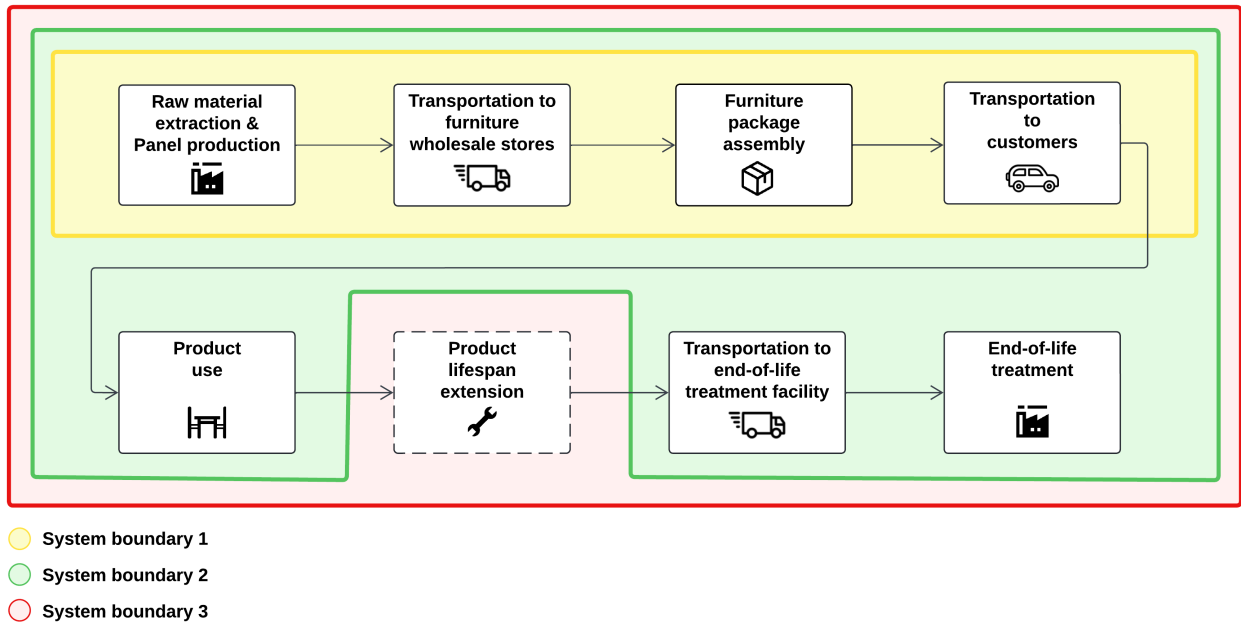 Raw material
extraction &
Panel production
Transportation to
furniture
wholesale stores
Furniture
package
assembly
Transportation
to
customers
Product
use
Product
lifespan
extension
Transportation to
end-of-life
treatment facility
End-of-life
treatment
System boundary 1
System boundary 2
System boundary 3